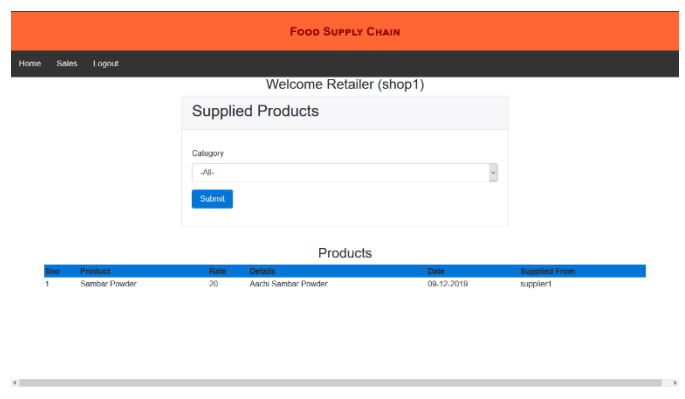 Food Supply Chain
Home Sales Logout
Welcome Retailer (shop1)
Supplied Products
Category
-All-
Submit
Products
Sno Product Rate Details Date Supplied From
1 Sambar Powder 20 Aachi Sambar Powder 09-12-2019 supplier1